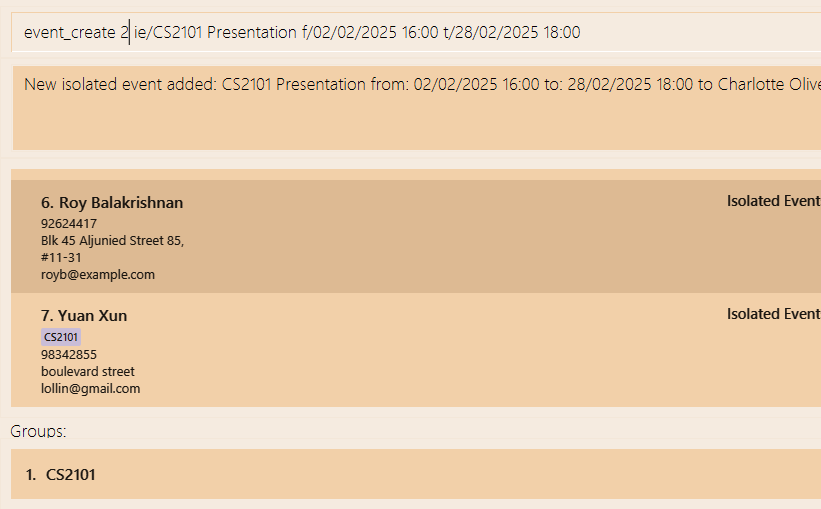 event_create 2 ie/CS2101 Presentation f/02/02/2025 16:00 t/28/02/2025 18:00
New isolated event added: CS2101 Presentation from: 02/02/2025 16:00 to: 28/02/2025 18:00 to Charlotte Olive
6. Roy Balakrishnan
Isolated Event
92624417
Blk 45 Aljunied Street 85,
#11-31
royb@example.com
7. Yuan Xun
Isolated Event
CS2101
98342855
boulevard street
lollin@gmail.com
Groups:
1. CS2101